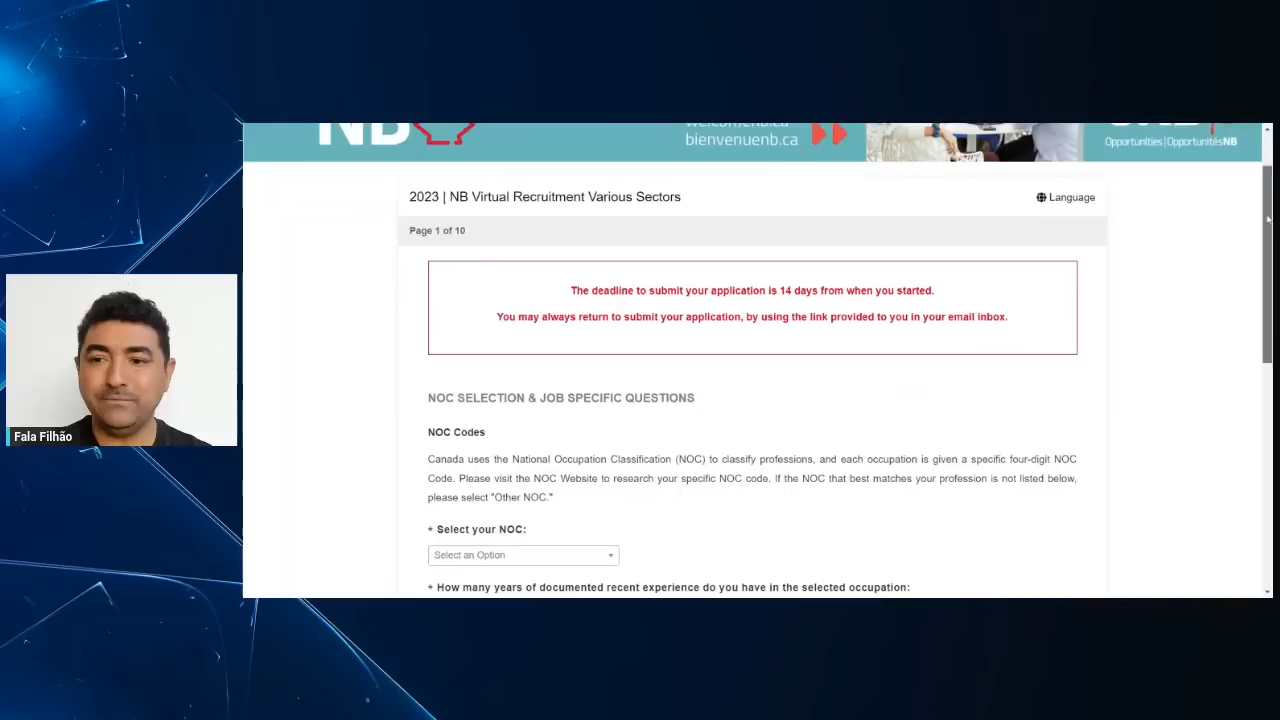 NB
welcomenb.ca
bienvenuenb.ca
Opportunities|OpportunitésNB
2023 | NB Virtual Recruitment Various Sectors
Language
Page 1 of 10
The deadline to submit your application is 14 days from when you started.
You may always return to submit your application, by using the link provided to you in your email inbox.
NOC SELECTION & JOB SPECIFIC QUESTIONS
NOC Codes
Canada uses the National Occupation Classification (NOC) to classify professions, and each occupation is given a specific four-digit NOC
Code. Please visit the NOC Website to research your specific NOC code. If the NOC that best matches your profession is not listed below,
please select "Other NOC."
* Select your NOC:
Select an Option
* How many years of documented recent experience do you have in the selected occupation:
Fala Filhão